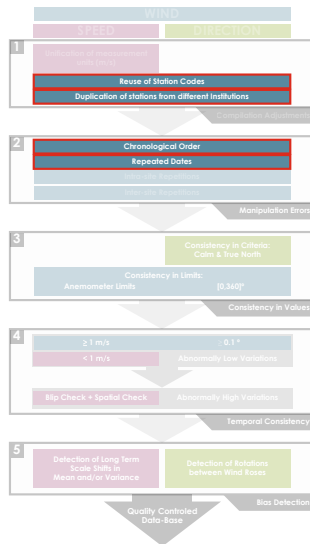 WIND
SPEED
DIRECTION
1
Unification of measurement
Units (m/s)
Reuse of Station Codes
Duplication of stations from different Institutions
Compilation Adjustments
2
Chronological Order
Repeated Dates
Intra-site Repetitions
Inter-site Repetitions
Manipulation Errors
3
Consistency in Criteria:
Calm & True North
Consistency in Limits:
Anemometer Limits
[0,360]°
Consistency in Values
4
≥ 1 m/s
≥ 0.1 °
< 1 m/s
Abnormally Low Variations
Blip Check + Spatial Check
Abnormally High Variations
Temporal Consistency
5
Detection of Long Term
Scale Shifts in
Mean and/or Variance
Detection of Rotations
between Wind Roses
Bias Detection
Quality Controled
Data-Base